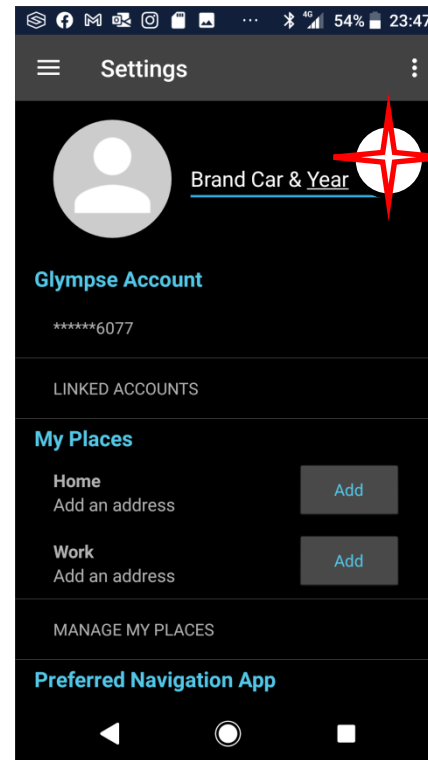 4G 54% 23:47
Settings
Brand Car & Year
Glympse Account
******6077
LINKED ACCOUNTS
My Places
Home
Add an address
Add
Work
Add an address
Add
MANAGE MY PLACES
Preferred Navigation App